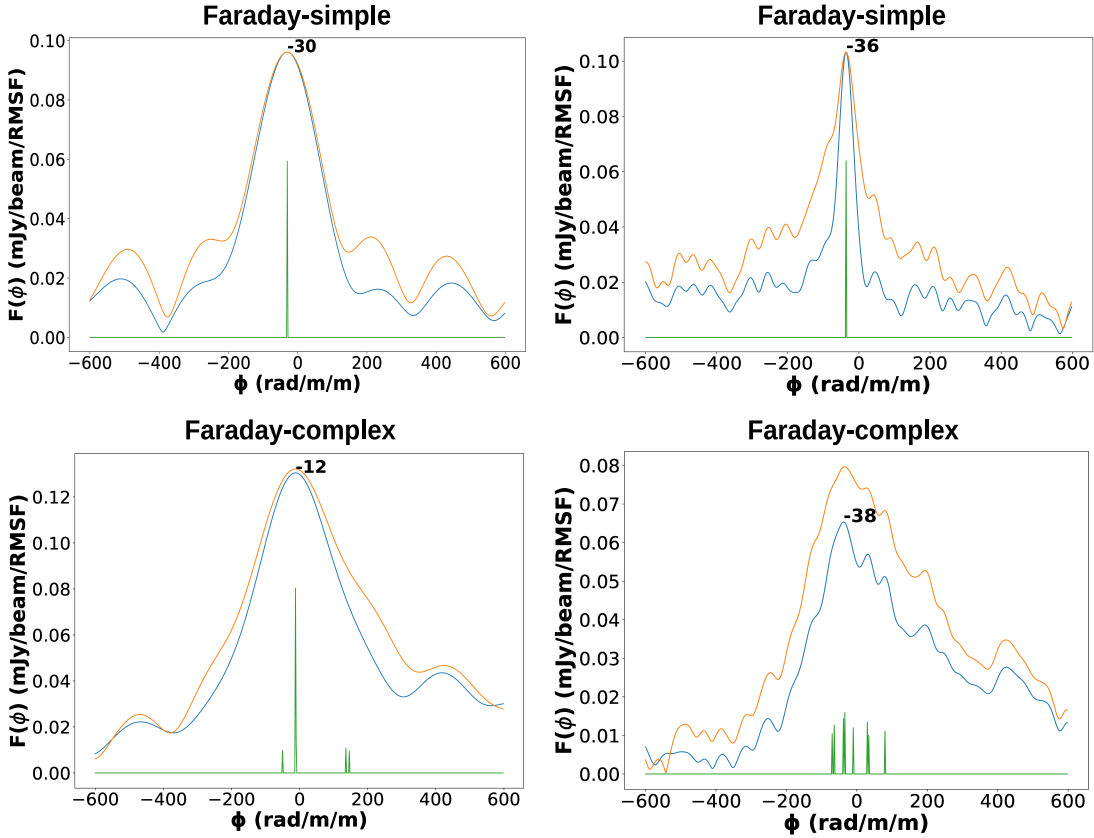 Faraday-simple
-30
0.10
0.08
0.06
0.04
0.02
0.00
F(ϕ) (mJy/beam/RMSF)
−600 −400 −200 0 200 400 600
ϕ (rad/m/m)
Faraday-simple
-36
0.10
0.08
0.06
0.04
0.02
0.00
F(ϕ) (mJy/beam/RMSF)
−600 −400 −200 0 200 400 600
ϕ (rad/m/m)
Faraday-complex
-12
0.12
0.10
0.08
0.06
0.04
0.02
0.00
F(ϕ) (mJy/beam/RMSF)
−600 −400 −200 0 200 400 600
ϕ (rad/m/m)
Faraday-complex
0.08
0.07
-38
0.06
0.05
0.04
0.03
0.02
0.01
0.00
F(ϕ) (mJy/beam/RMSF)
−600 −400 −200 0 200 400 600
ϕ (rad/m/m)